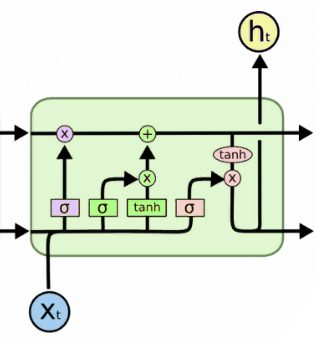 ht
x +
tanh
x x
σ σ tanh σ
Xt